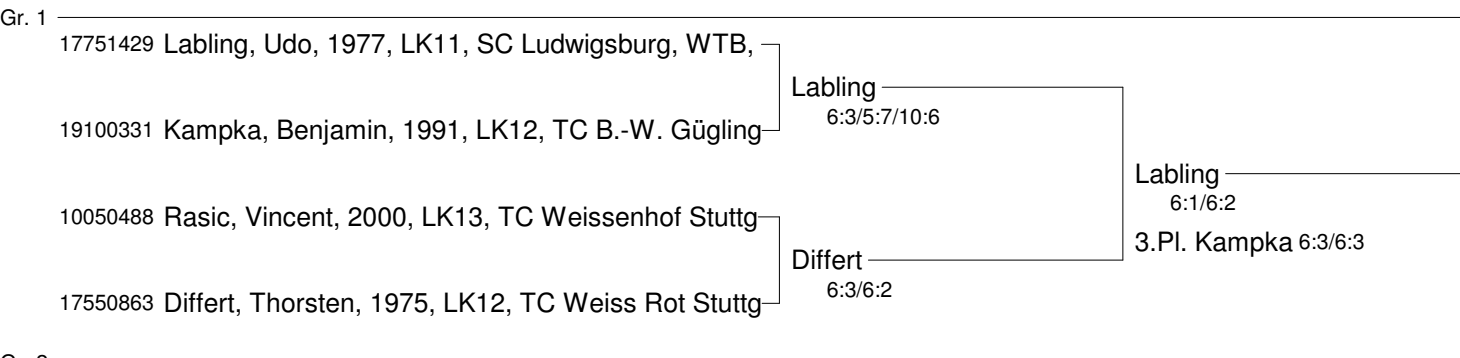 Gr. 1
17751429 Labling, Udo, 1977, LK11, SC Ludwigsburg, WTB,
Labling
6:3/5:7/10:6
19100331 Kampka, Benjamin, 1991, LK12, TC B.-W. Gügling
Labling
6:1/6:2
10050488 Rasic, Vincent, 2000, LK13, TC Weissenhof Stuttg
3.Pl. Kampka 6:3/6:3
Differt
6:3/6:2
17550863 Differt, Thorsten, 1975, LK12, TC Weiss Rot Stuttg